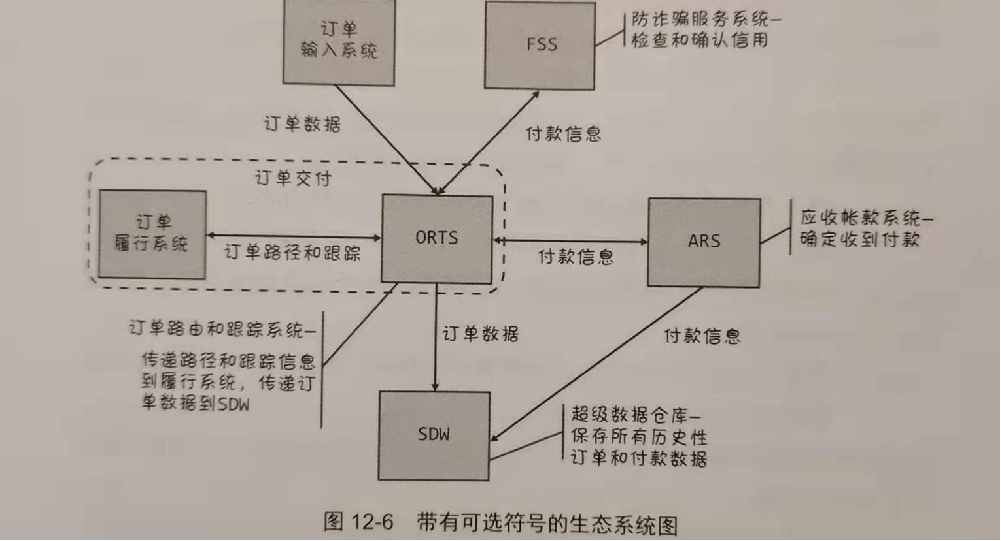 订单
输入系统
FSS
防诈骗服务系统—
检查和确认信用
订单数据
付款信息
订单交付
订单
履行系统
订单路径和跟踪
ORTS
付款信息
ARS
应收帐款系统—
确定收到付款
订单路由和跟踪系统—
传递路径和跟踪信息
到履行系统，传递订
单数据到SDW
订单数据
付款信息
SDW
超级数据仓库—
保存所有历史性
订单和付款数据
图 12-6 带有可选符号的生态系统图